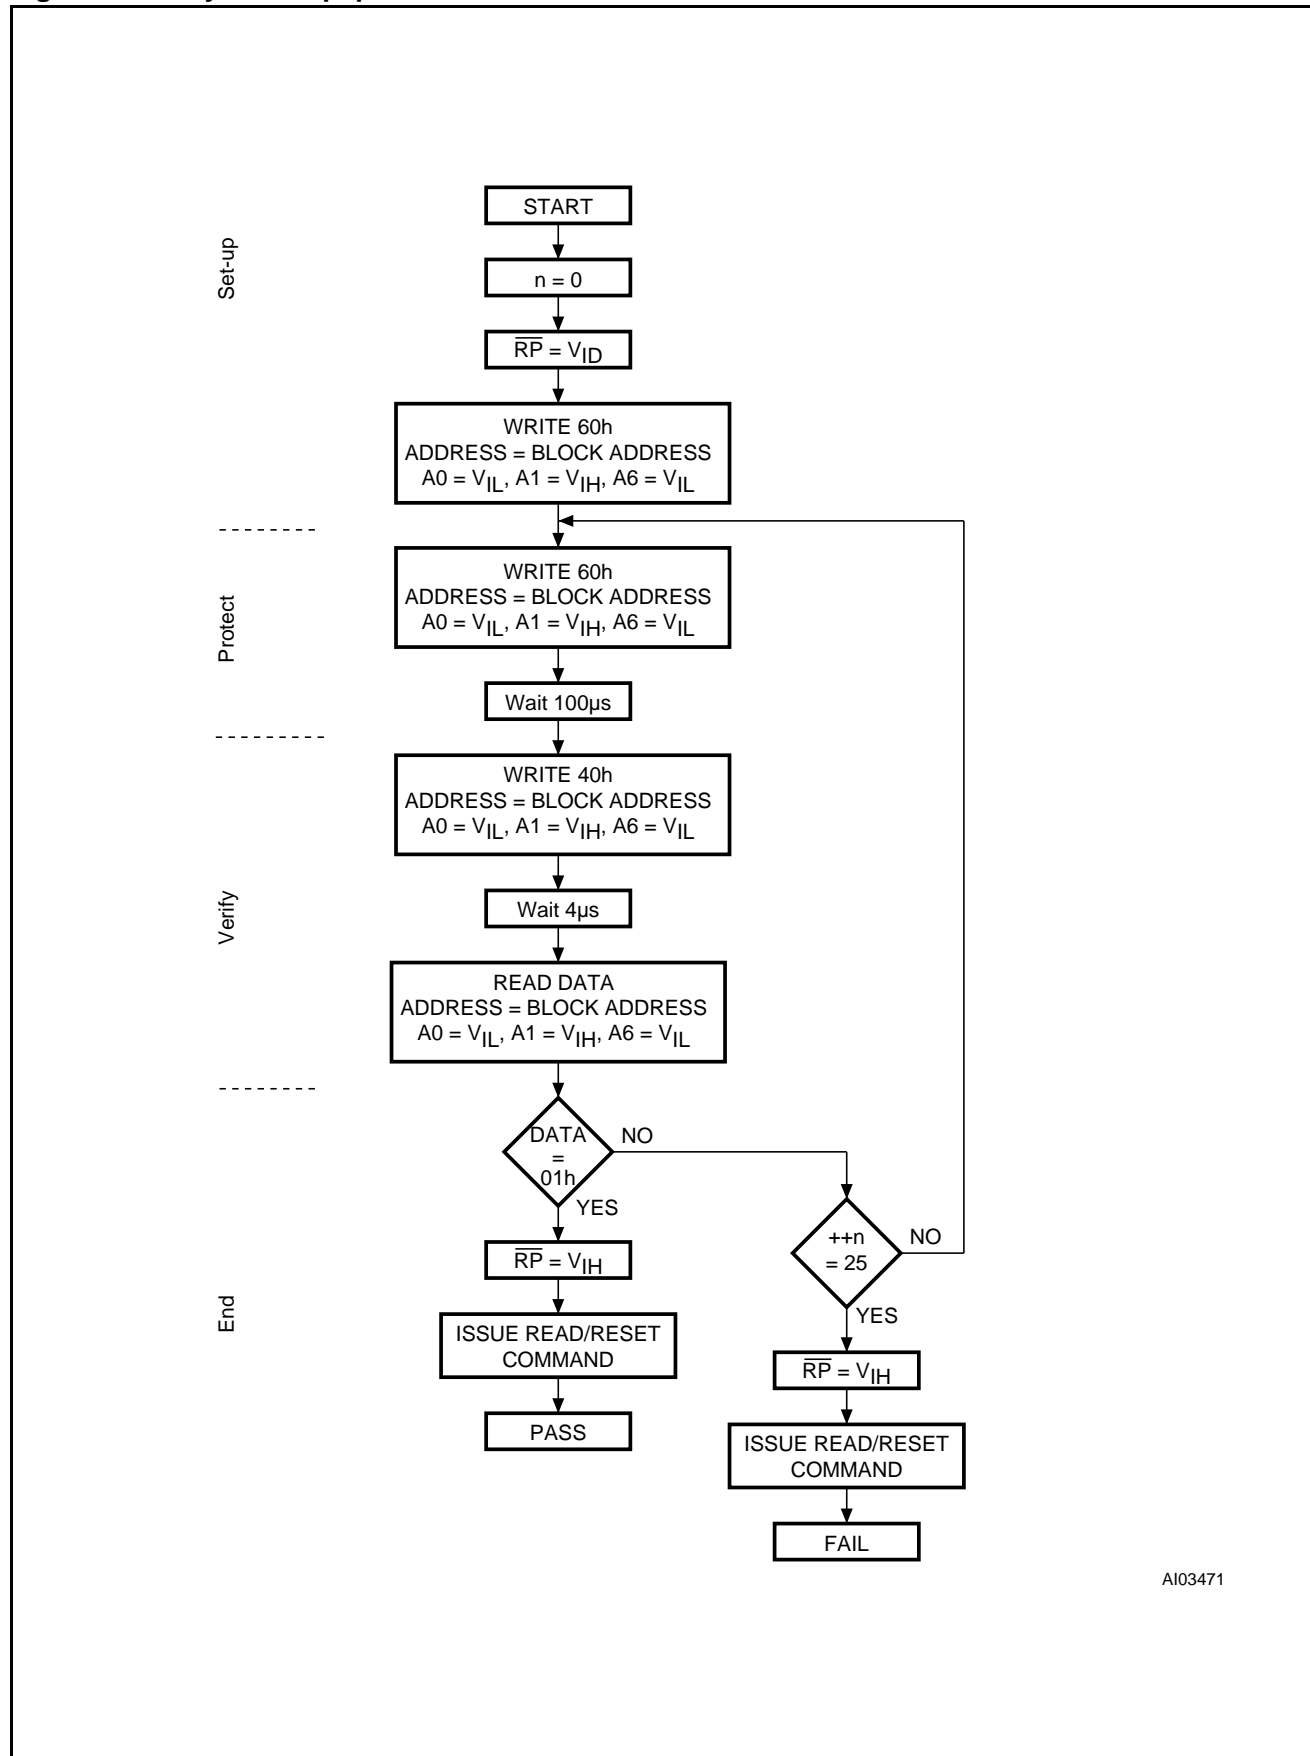 Set-up
START
n = 0
RP = VID
WRITE 60h
ADDRESS = BLOCK ADDRESS
A0 = VIL, A1 = VIH, A6 = VIL
Protect
WRITE 60h
ADDRESS = BLOCK ADDRESS
A0 = VIL, A1 = VIH, A6 = VIL
Wait 100µs
Verify
WRITE 40h
ADDRESS = BLOCK ADDRESS
A0 = VIL, A1 = VIH, A6 = VIL
Wait 4µs
READ DATA
ADDRESS = BLOCK ADDRESS
A0 = VIL, A1 = VIH, A6 = VIL
End
DATA
=
01h
NO
YES
RP = VIH
ISSUE READ/RESET
COMMAND
PASS
++n
= 25
NO
YES
RP = VIH
ISSUE READ/RESET
COMMAND
FAIL
AI03471